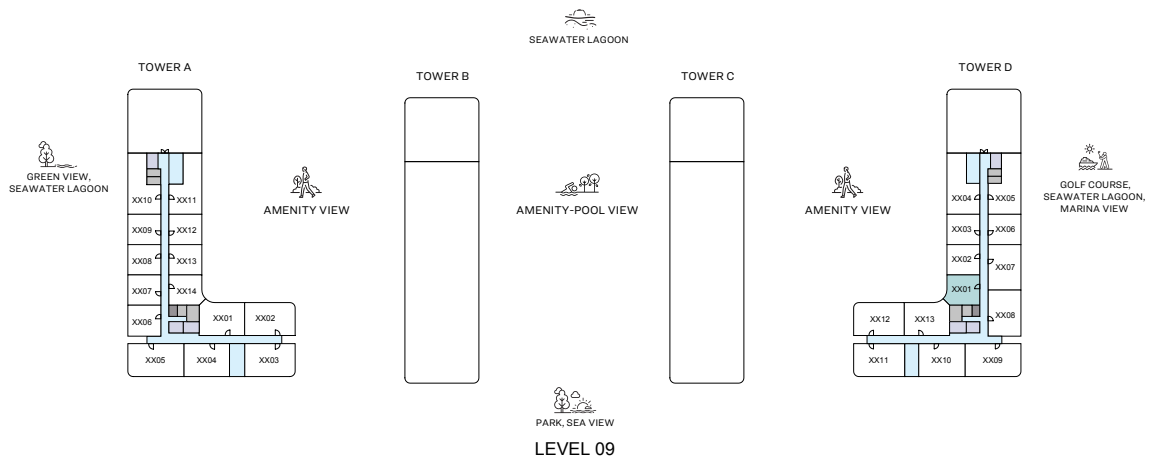 SEAWATER LAGOON
TOWER A
TOWER B
TOWER C
TOWER D
GREEN VIEW,
SEAWATER LAGOON
AMENITY VIEW
AMENITY-POOL VIEW
AMENITY VIEW
GOLF COURSE,
SEAWATER LAGOON,
MARINA VIEW
XX10 XX11
XX09 XX12
XX08 XX13
XX07 XX14
XX06
XX01 XX02
XX05 XX04 XX03
XX04 XX05
XX03 XX06
XX02
XX07
XX01
XX08
XX12 XX13
XX11 XX10 XX09
PARK, SEA VIEW
LEVEL 09